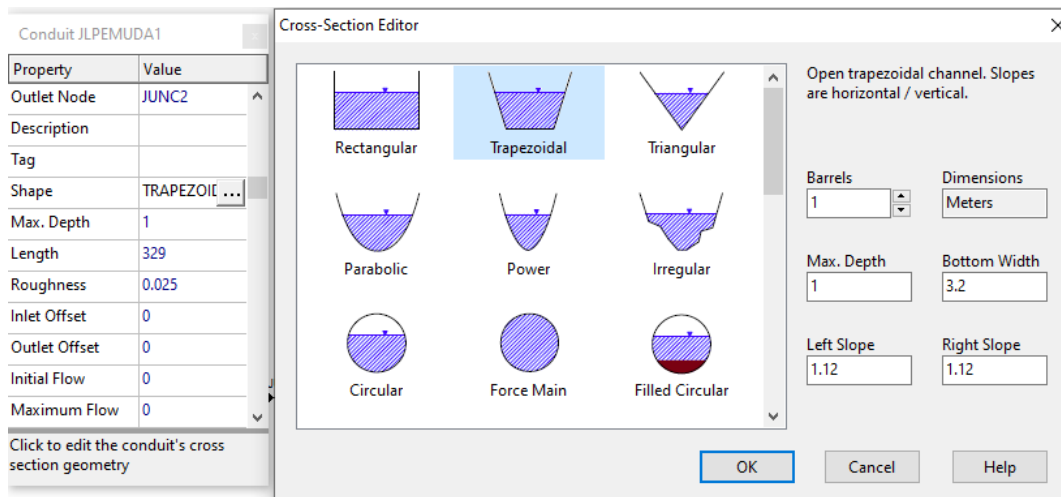 Conduit JLPEMUDA1
Property Value
Outlet Node JUNC2
Description
Tag
Shape TRAPEZOID ...
Max. Depth 1
Length 329
Roughness 0.025
Inlet Offset 0
Outlet Offset 0
Initial Flow 0
Maximum Flow 0
Click to edit the conduit's cross
section geometry
Cross-Section Editor
Rectangular Trapezoidal Triangular
Parabolic Power Irregular
Circular Force Main Filled Circular
Open trapezoidal channel. Slopes
are horizontal / vertical.
Barrels Dimensions
1 Meters
Max. Depth Bottom Width
1 3.2
Left Slope Right Slope
1.12 1.12
OK Cancel Help